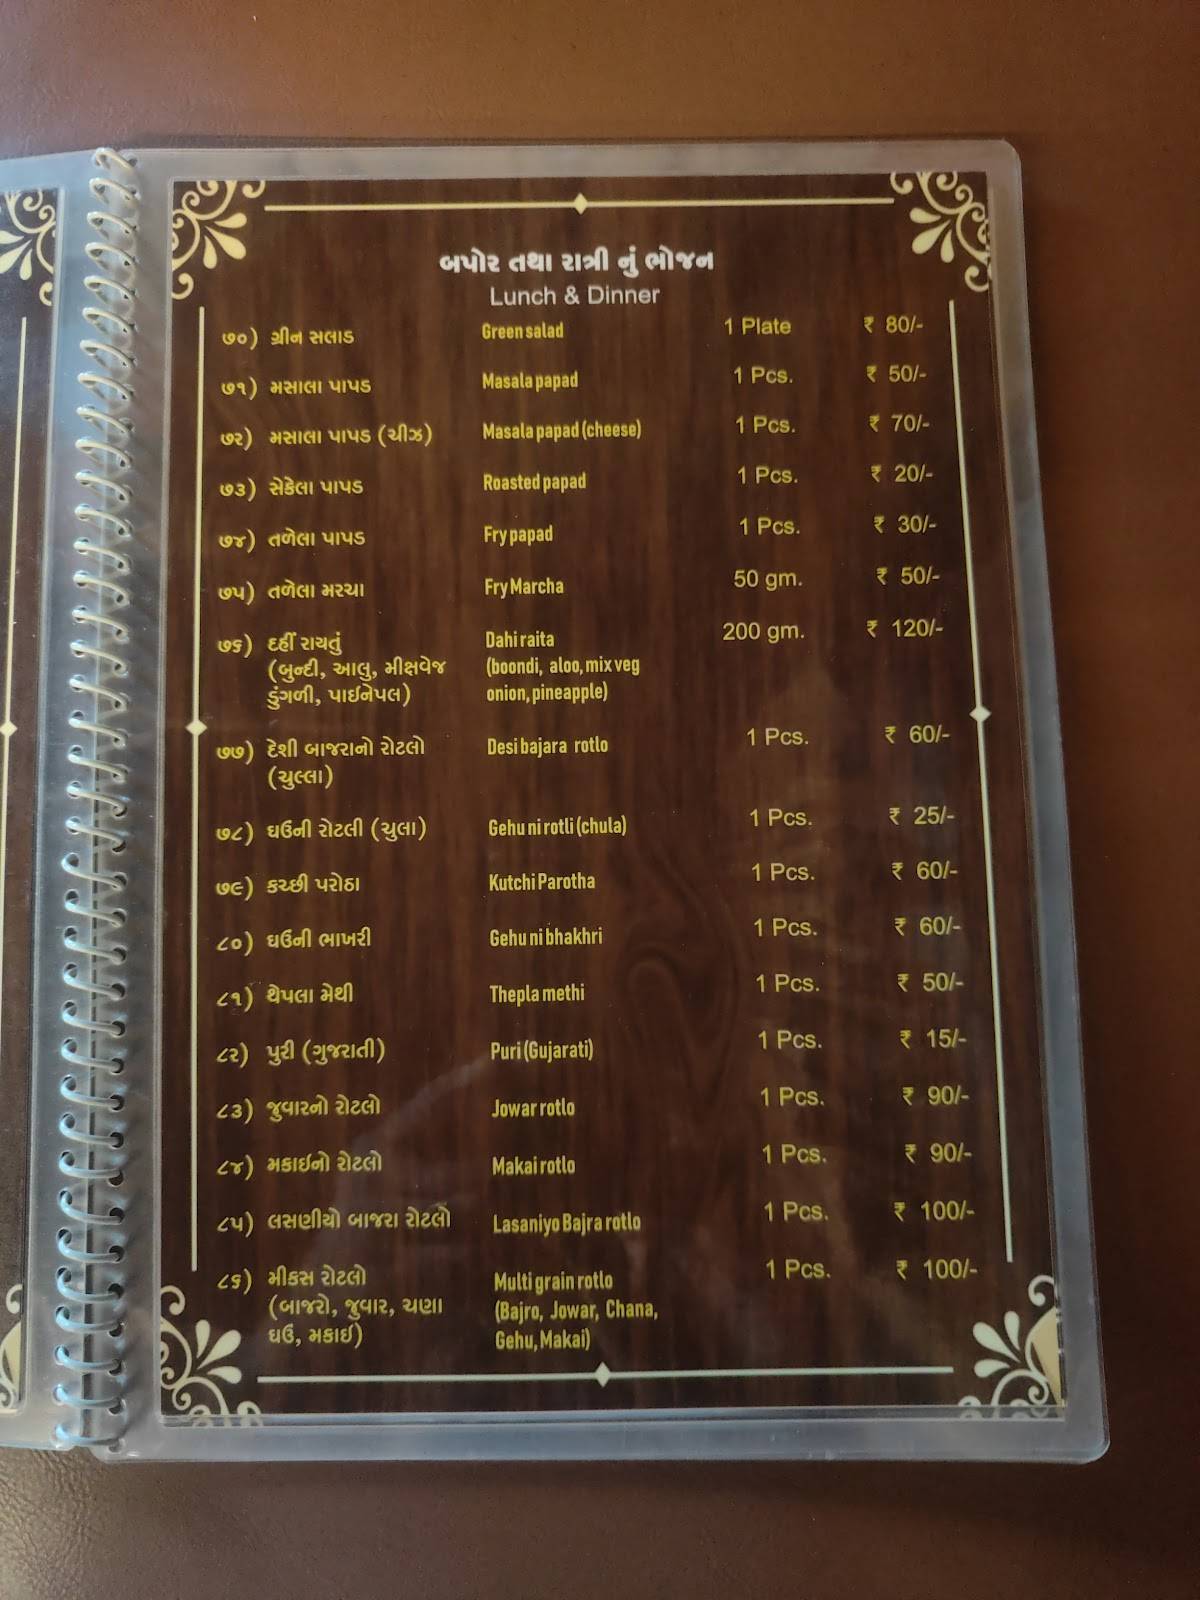 બપોર તથા રાત્રી નું ભોજન
Lunch & Dinner
૭૦) ગ્રીન સલાડ Green salad 1 Plate ₹ 80/-
૭૧) મસાલા પાપડ Masala papad 1 Pcs. ₹ 50/-
૭૨) મસાલા પાપડ (ચીઝ) Masala papad (cheese) 1 Pcs. ₹ 70/-
૭૩) સેકેલા પાપડ Roasted papad 1 Pcs. ₹ 20/-
૭૪) તળેલા પાપડ Fry papad 1 Pcs. ₹ 30/-
૭૫) તળેલા મરચા Fry Marcha 50 gm. ₹ 50/-
૭૬) દહીં રાયતું Dahi raita 200 gm. ₹ 120/-
(બુન્દી, આલુ, મીક્ષવેજ (boondi, aloo, mix veg
ડુંગળી, પાઈનેપલ) onion, pineapple)
૭૭) દેશી બાજરાનો રોટલો Desi bajara rotlo 1 Pcs. ₹ 60/-
(ચુલ્લા)
૭૮) ઘઉની રોટલી (ચુલા) Gehu ni rotli (chula) 1 Pcs. ₹ 25/-
૭૯) કચ્છી પરોઠા Kutchi Parotha 1 Pcs. ₹ 60/-
૮૦) ઘઉની ભાખરી Gehu ni bhakhri 1 Pcs. ₹ 60/-
૮૧) થેપલા મેથી Thepla methi 1 Pcs. ₹ 50/-
૮૨) પુરી (ગુજરાતી) Puri (Gujarati) 1 Pcs. ₹ 15/-
૮૩) જુવારનો રોટલો Jowar rotlo 1 Pcs. ₹ 90/-
૮૪) મકાઈનો રોટલો Makai rotlo 1 Pcs. ₹ 90/-
૮૫) લસણીયો બાજરા રોટલો Lasaniyo Bajra rotlo 1 Pcs. ₹ 100/-
૮૬) મીકસ રોટલો Multi grain rotlo 1 Pcs. ₹ 100/-
(બાજરો, જુવાર, ચણા (Bajro, Jowar, Chana,
ઘઉ, મકાઈ) Gehu, Makai)